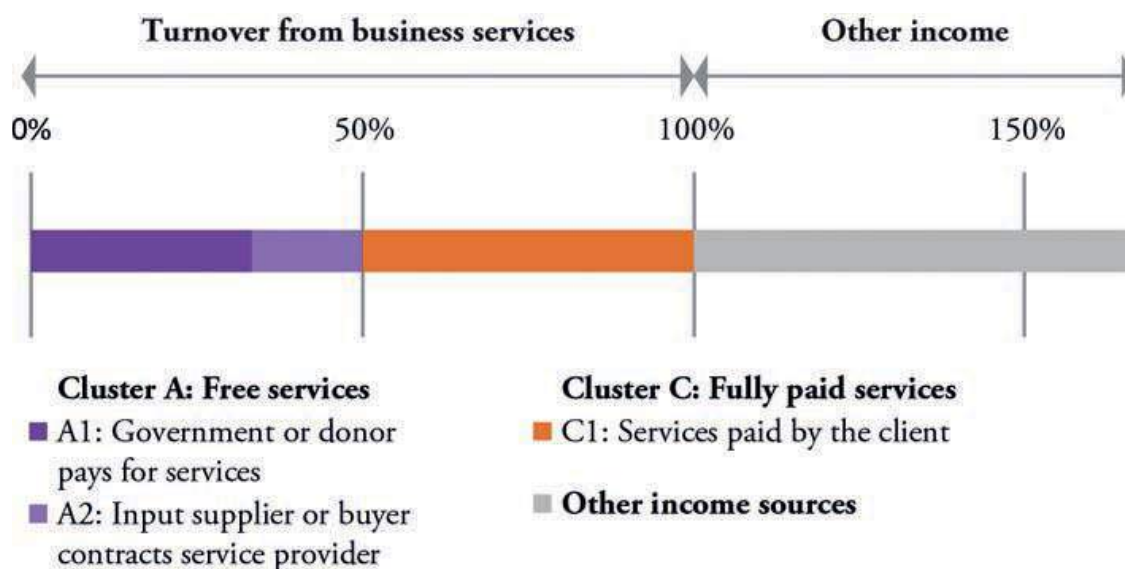 Turnover from business services
Other income
0%
50%
100%
150%
Cluster A: Free services
A1: Government or donor
pays for services
A2: Input supplier or buyer
contracts service provider
Cluster C: Fully paid services
C1: Services paid by the client
Other income sources